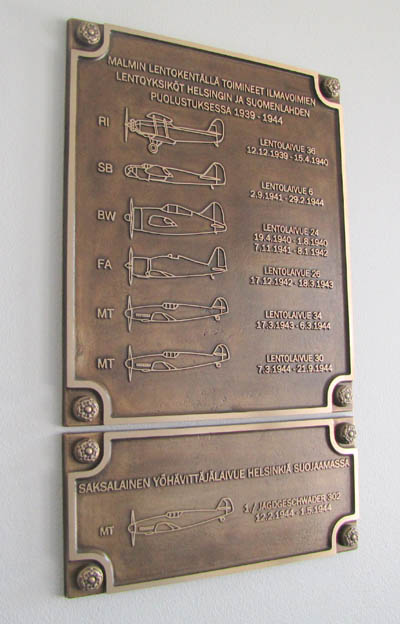 MALMIN LENTOKENTÄLLÄ TOIMINEET ILMAVOIMIEN
LENTOYKSIKÖT HELSINGIN JA SUOMENLAHDEN
PUOLUSTUKSESSA 1939 - 1944
RI
LENTOLAIVUE 36
12.12.1939 - 15.4.1940
SB
LENTOLAIVUE 6
2.9.1941 - 29.2.1944
BW
LENTOLAIVUE 24
19.4.1940 - 1.8.1940
7.11.1941 - 8.1.1942
FA
LENTOLAIVUE 26
17.12.1942 - 18.3.1943
MT
LENTOLAIVUE 34
17.3.1943 - 6.3.1944
MT
LENTOLAIVUE 30
7.3.1944 - 21.9.1944
SAKSALAINEN YÖHÄVITTÄJÄLAIVUE HELSINKIÄ SUOJAAMASSA
MT
1./ JAGDGESCHWADER 302
12.2.1944 - 1.5.1944